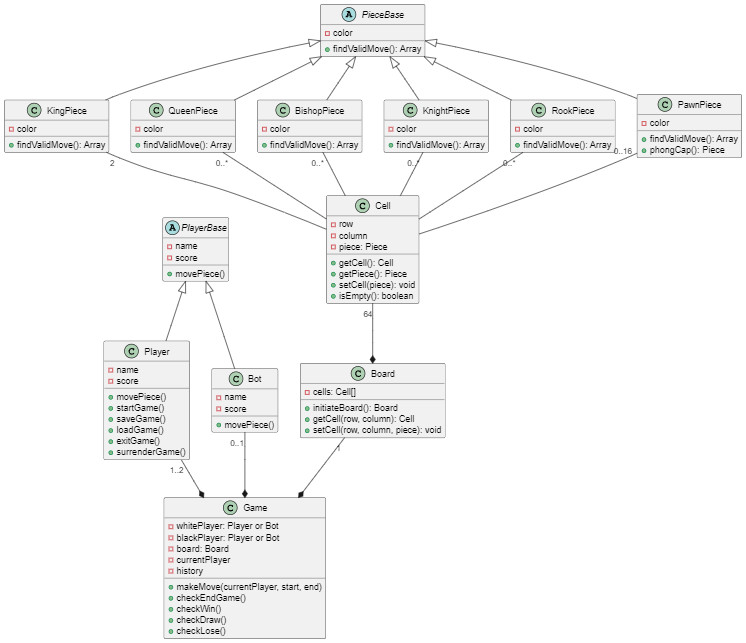 A PieceBase
color
findValidMove(): Array
C KingPiece
color
findValidMove(): Array
C QueenPiece
color
findValidMove(): Array
C BishopPiece
color
findValidMove(): Array
C KnightPiece
color
findValidMove(): Array
C RookPiece
color
findValidMove(): Array
C PawnPiece
color
findValidMove(): Array
phongCap(): Piece
2
0..*
0..*
0..*
0..*
0..16
C Cell
row
column
piece: Piece
getCell(): Cell
getPiece(): Piece
setCell(piece): void
isEmpty(): boolean
A PlayerBase
name
score
movePiece()
64
C Player
name
score
movePiece()
startGame()
saveGame()
loadGame()
exitGame()
surrenderGame()
C Bot
name
score
movePiece()
C Board
cells: Cell[]
initiateBoard(): Board
getCell(row, column): Cell
setCell(row, column, piece): void
1..2
0..1
1
C Game
whitePlayer: Player or Bot
blackPlayer: Player or Bot
board: Board
currentPlayer
history
makeMove(currentPlayer, start, end)
checkEndGame()
checkWin()
checkDraw()
checkLose()